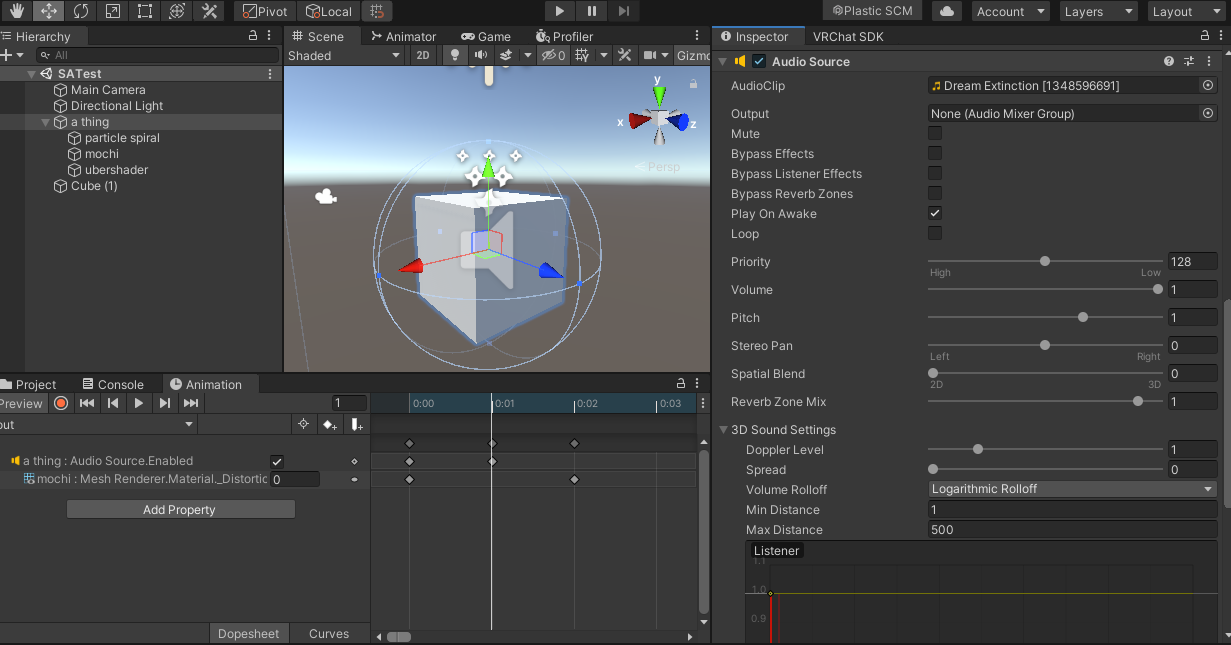 Pivot Local Plastic SCM Account Layers Layout
Hierarchy
All
SATest
Main Camera
Directional Light
a thing
particle spiral
mochi
ubershader
Cube (1)
Scene Animator Game Profiler
Shaded 2D 0 Gizmo
y
x z
Persp
Project Console Animation
Preview 1
0:00 0:01 0:02 0:03
out
a thing : Audio Source.Enabled
mochi : Mesh Renderer.Material._Distortic 0
Add Property
Dopesheet Curves
Inspector VRChat SDK
Audio Source
AudioClip Dream Extinction [1348596691]
Output None (Audio Mixer Group)
Mute
Bypass Effects
Bypass Listener Effects
Bypass Reverb Zones
Play On Awake
Loop
Priority 128
High Low
Volume 1
Pitch 1
Stereo Pan 0
Left Right
Spatial Blend 0
2D 3D
Reverb Zone Mix 1
3D Sound Settings
Doppler Level 1
Spread 0
Volume Rolloff Logarithmic Rolloff
Min Distance 1
Max Distance 500
Listener
1.1
1.0
0.9